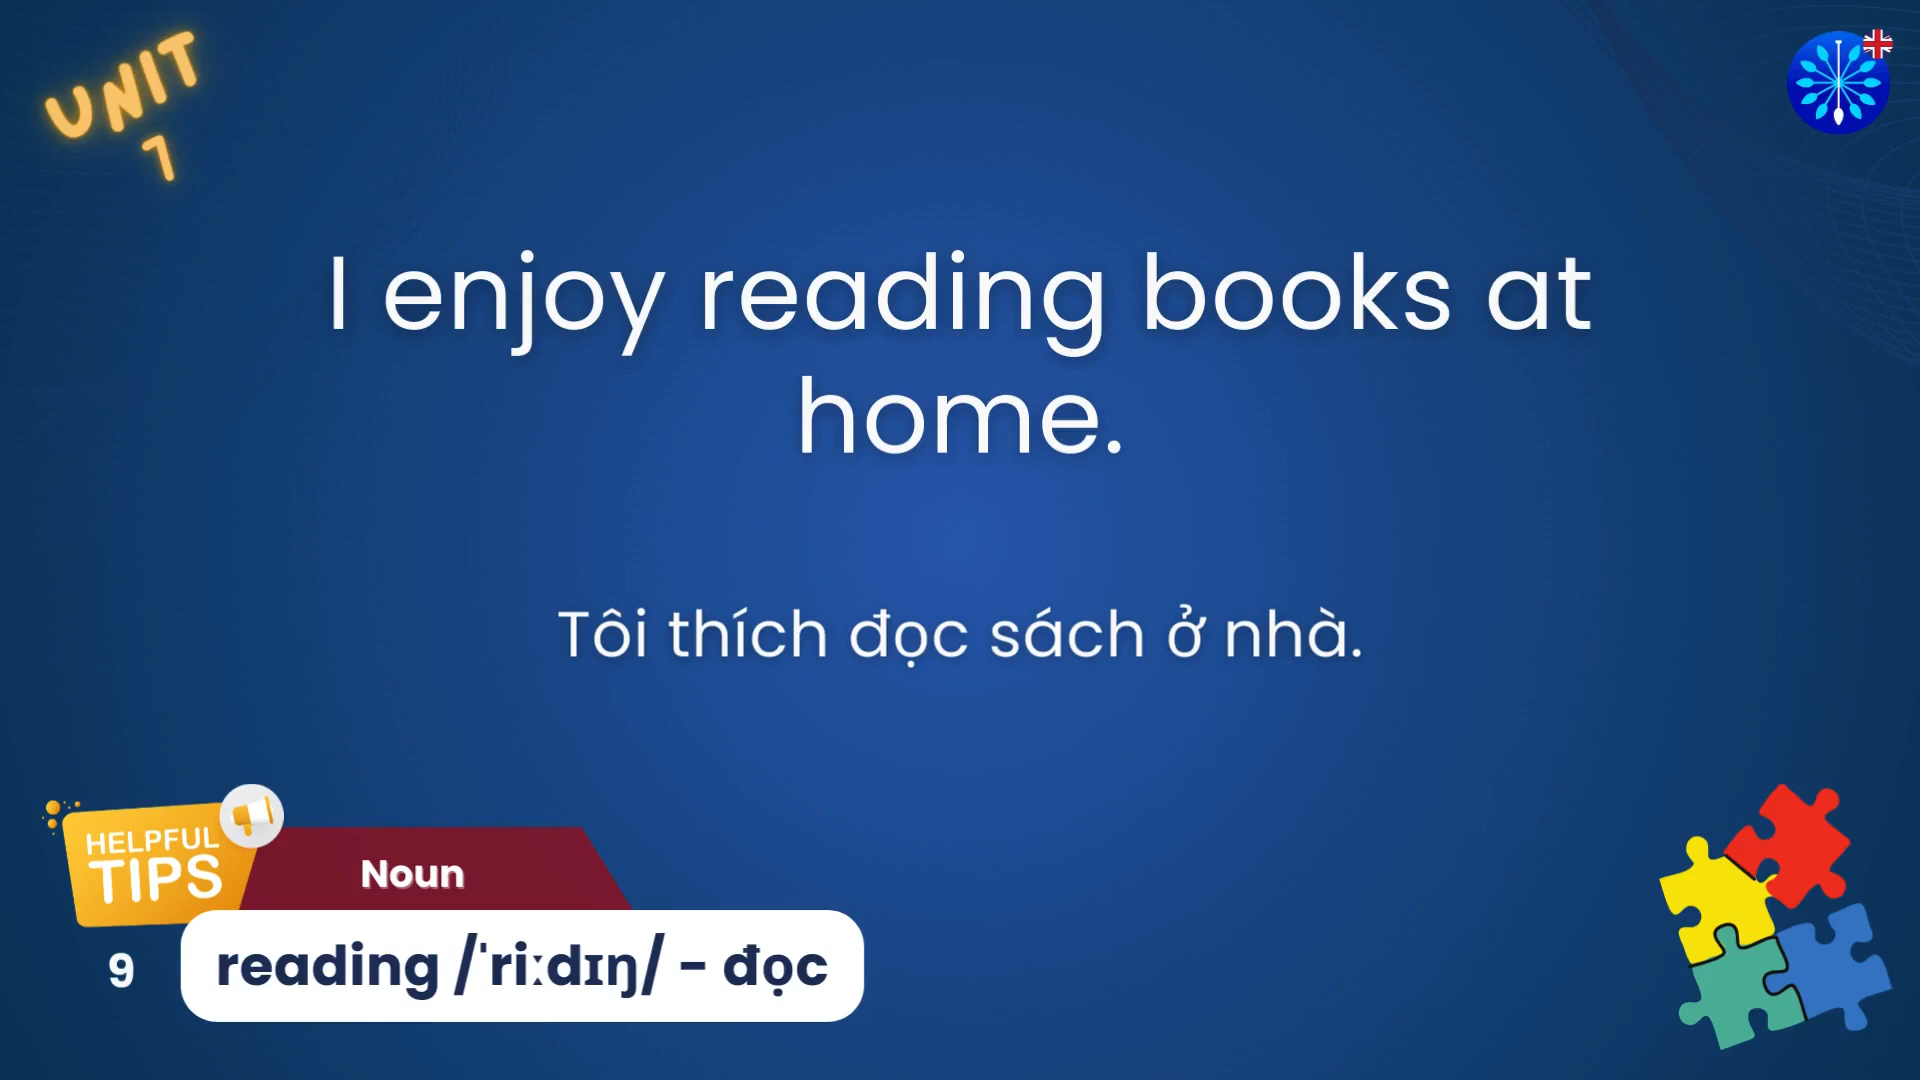 UNIT
1
I enjoy reading books at
home.
Tôi thích đọc sách ở nhà.
HELPFUL
TIPS
Noun
9
reading /ˈriːdɪŋ/ - đọc